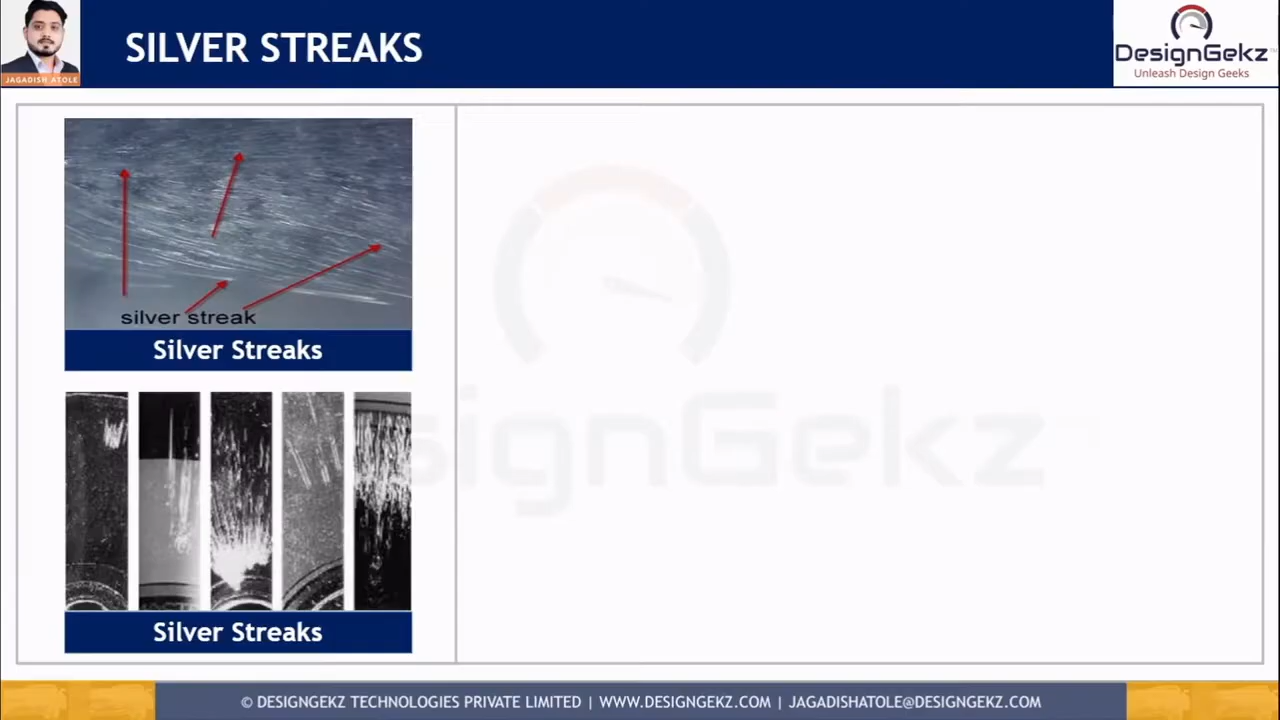 JAGADISH ATOLE
SILVER STREAKS
DesignGekz
Unleash Design Geeks
silver streak
Silver Streaks
Silver Streaks
DesignGekz
© DESIGNGEKZ TECHNOLOGIES PRIVATE LIMITED | WWW.DESIGNGEKZ.COM | JAGADISHATOLE@DESIGNGEKZ.COM